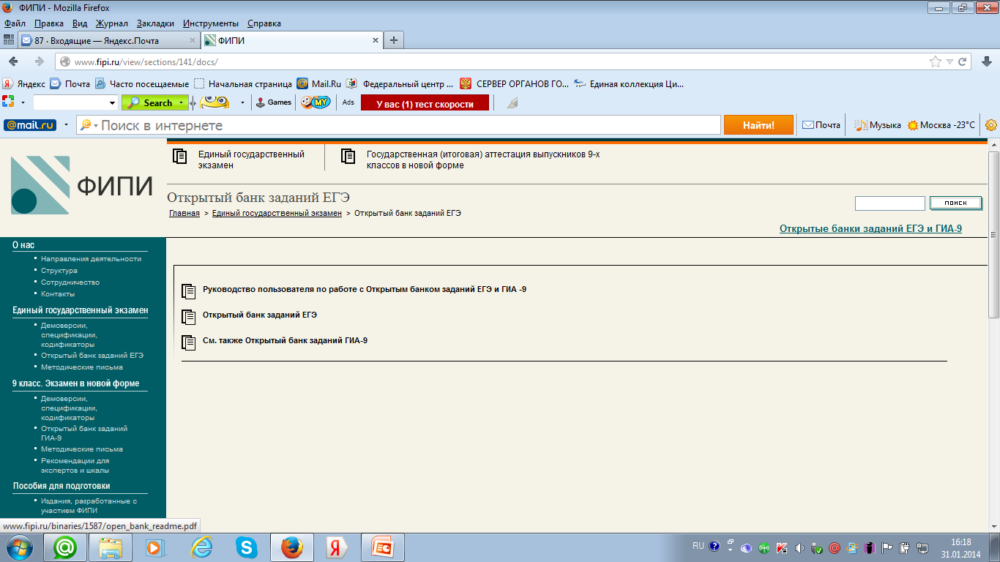 ФИПИ - Mozilla Firefox
Файл Правка Вид Журнал Закладки Инструменты Справка
87 · Входящие — Яндекс.Почта
ФИПИ
www.fipi.ru/view/sections/141/docs/
Яндекс Почта Часто посещаемые Начальная страница Mail.Ru Федеральный центр ... СЕРВЕР ОРГАНОВ ГО... Единая коллекция Ци...
Search Games MY Ads У вас (1) тест скорости
@mail.ru Поиск в интернете Найти! Почта Музыка Москва -23°C
ФИПИ
Единый государственный
экзамен
Государственная (итоговая) аттестация выпускников 9-х
классов в новой форме
Открытый банк заданий ЕГЭ
Главная > Единый государственный экзамен > Открытый банк заданий ЕГЭ
поиск
Открытые банки заданий ЕГЭ и ГИА-9
О нас
Направления деятельности
Структура
Сотрудничество
Контакты
Единый государственный экзамен
Демоверсии,
спецификации,
кодификаторы
Открытый банк заданий ЕГЭ
Методические письма
9 класс. Экзамен в новой форме
Демоверсии,
спецификации,
кодификаторы
Открытый банк заданий
ГИА-9
Методические письма
Рекомендации для
экспертов и шкалы
Пособия для подготовки
Издания, разработанные с
участием ФИПИ
Руководство пользователя по работе с Открытым банком заданий ЕГЭ и ГИА -9
Открытый банк заданий ЕГЭ
См. также Открытый банк заданий ГИА-9
www.fipi.ru/binaries/1587/open_bank_readme.pdf
RU
16:18
31.01.2014